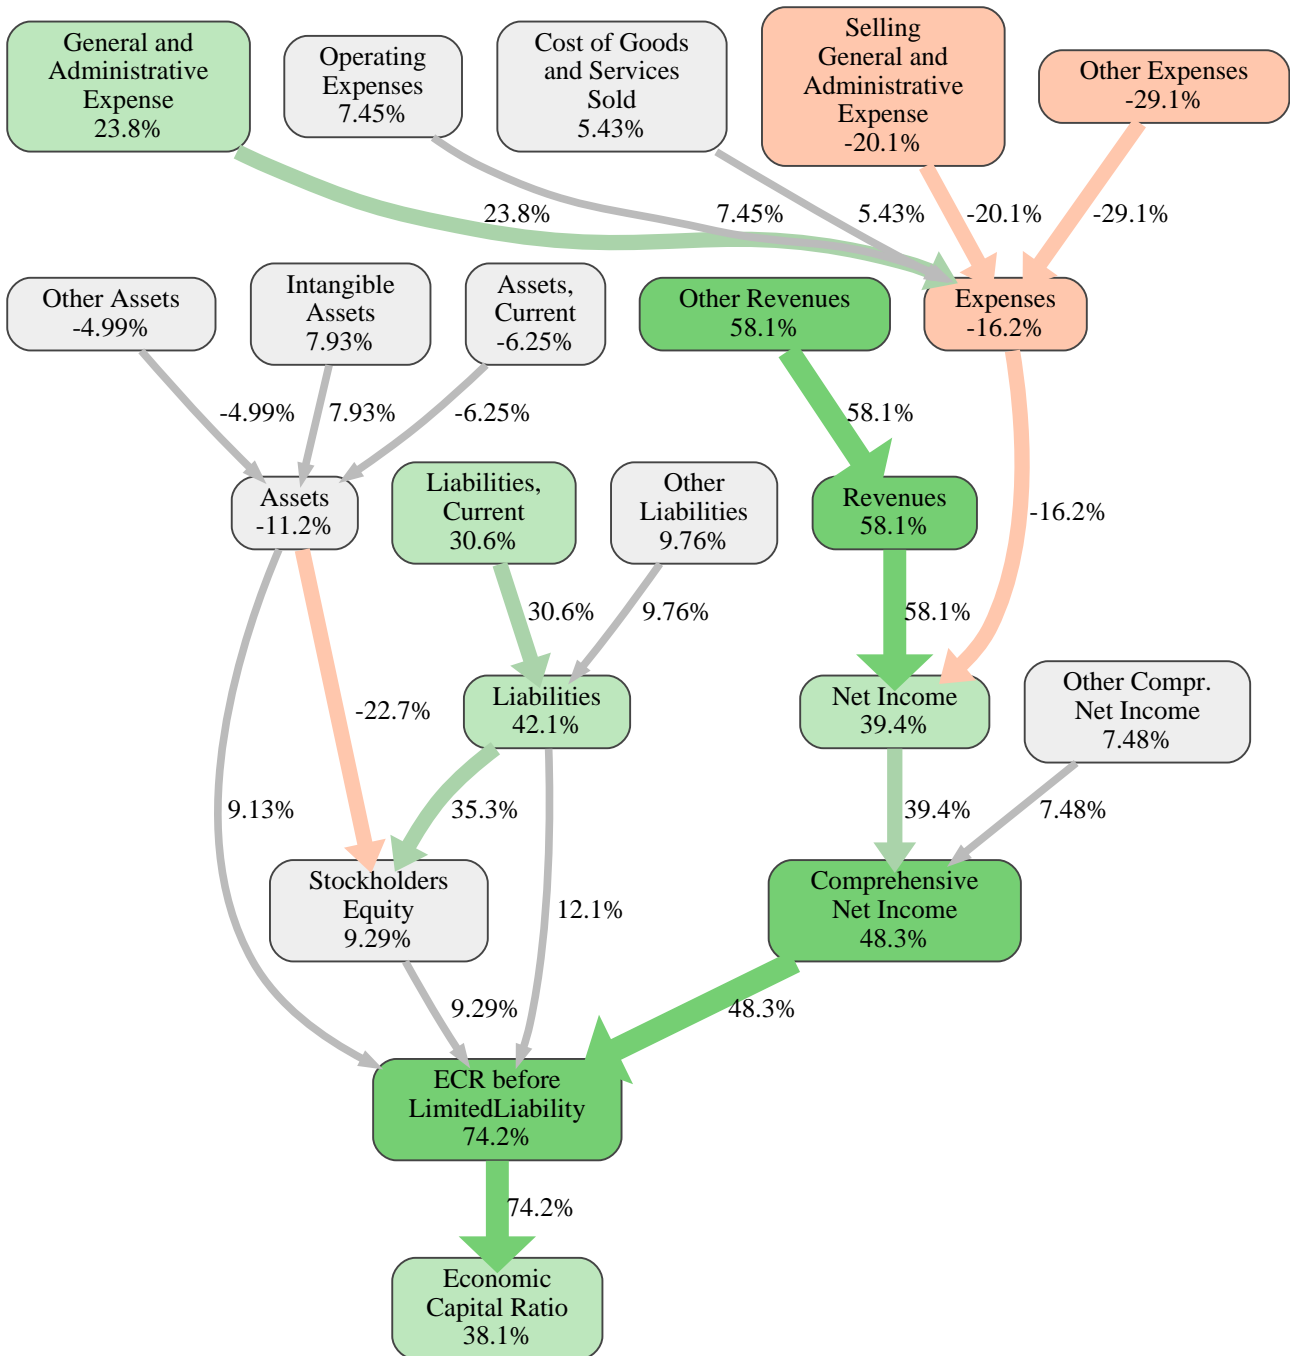 General and
Administrative
Expense
23.8%
Operating
Expenses
7.45%
Cost of Goods
and Services
Sold
5.43%
Selling
General and
Administrative
Expense
-20.1%
Other Expenses
-29.1%
23.8%
7.45%
5.43%
-20.1%
-29.1%
Other Assets
-4.99%
Intangible
Assets
7.93%
Assets,
Current
-6.25%
Other Revenues
58.1%
Expenses
-16.2%
-4.99%
7.93%
-6.25%
58.1%
Assets
-11.2%
Liabilities,
Current
30.6%
Other
Liabilities
9.76%
Revenues
58.1%
-16.2%
30.6%
9.76%
58.1%
-22.7%
Liabilities
42.1%
Net Income
39.4%
Other Compr.
Net Income
7.48%
9.13%
35.3%
39.4%
7.48%
Stockholders
Equity
9.29%
12.1%
Comprehensive
Net Income
48.3%
9.29%
48.3%
ECR before
LimitedLiability
74.2%
74.2%
Economic
Capital Ratio
38.1%